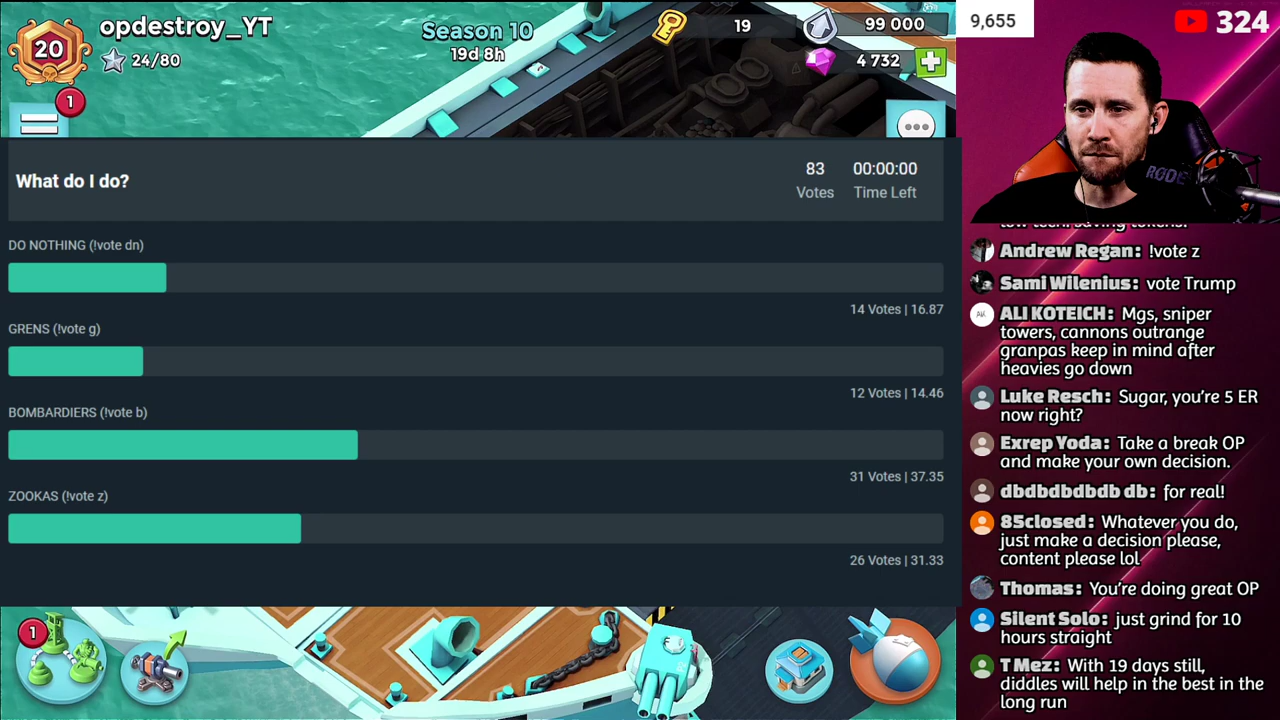 opdestroy_YT
20
24/80
Season 10
19d 8h
19
99 000
4 732
1
9,655
324
What do I do?
83
Votes
00:00:00
Time Left
DO NOTHING (!vote dn)
14 Votes | 16.87
GRENS (!vote g)
12 Votes | 14.46
BOMBARDIERS (!vote b)
31 Votes | 37.35
ZOOKAS (!vote z)
26 Votes | 31.33
1
RØDE
Andrew Regan: !vote z
Sami Wilenius: vote Trump
AK
ALI KOTEICH: Mgs, sniper
towers, cannons outrange
granpas keep in mind after
heavies go down
Luke Resch: Sugar, you're 5 ER
now right?
Exrep Yoda: Take a break OP
and make your own decision.
dbdbdbdbdb db: for real!
85closed: Whatever you do,
just make a decision please,
content please lol
Thomas: You're doing great OP
Silent Solo: just grind for 10
hours straight
T Mez: With 19 days still,
diddles will help in the best in the
long run